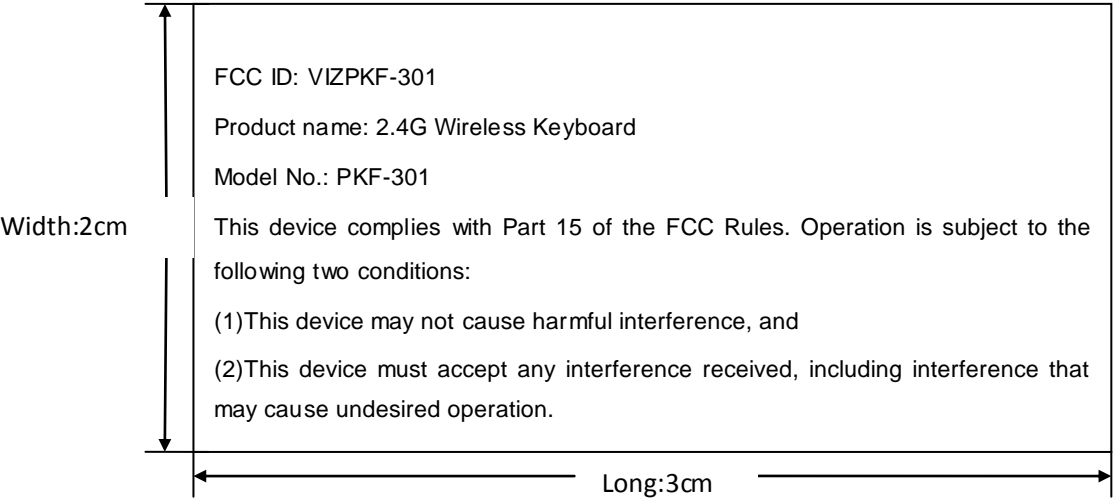 FCC ID: VIZPKF-301
Product name: 2.4G Wireless Keyboard
Model No.: PKF-301
Width:2cm
This device complies with Part 15 of the FCC Rules. Operation is subject to the
following two conditions:
(1)This device may not cause harmful interference, and
(2)This device must accept any interference received, including interference that
may cause undesired operation.
Long:3cm